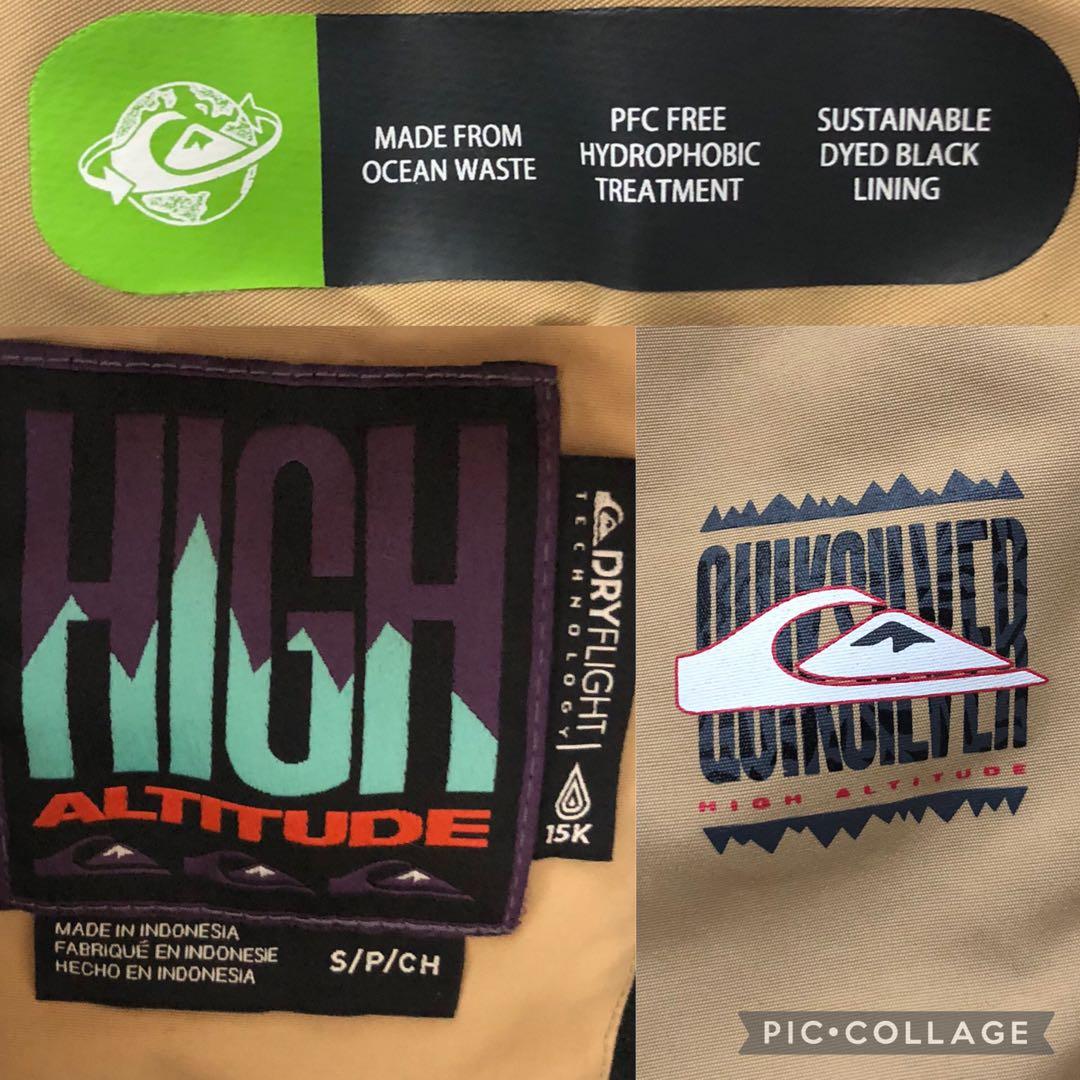 MADE FROM
OCEAN WASTE
PFC FREE
HYDROPHOBIC
TREATMENT
SUSTAINABLE
DYED BLACK
LINING
HIGH
ALTITUDE
DRYFLIGHT
TECHNOLOGY
15K
MADE IN INDONESIA
FABRIQUÉ EN INDONESIE
HECHO EN INDONESIA
S/P/CH
QUIKSILVER
QUIKSILVER
HIGH ALTITUDE
PIC•COLLAGE